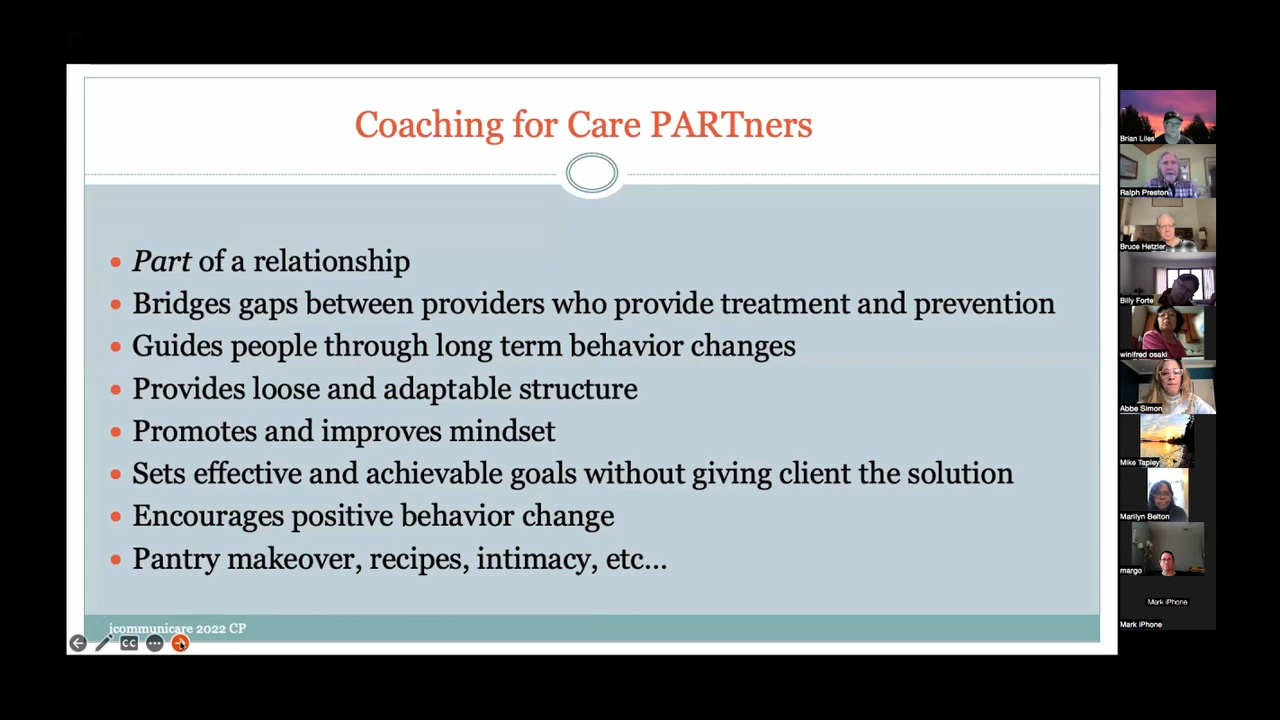 Coaching for Care PARTners
Part of a relationship
Bridges gaps between providers who provide treatment and prevention
Guides people through long term behavior changes
Provides loose and adaptable structure
Promotes and improves mindset
Sets effective and achievable goals without giving client the solution
Encourages positive behavior change
Pantry makeover, recipes, intimacy, etc...
jcommunicare 2022 CP
CC
Brian Liles
Ralph Preston
Bruce Hetzler
Billy Forte
winifred osaki
Abbe Simon
Mike Tapley
Marilyn Belton
margo
Mark iPhone
Mark iPhone